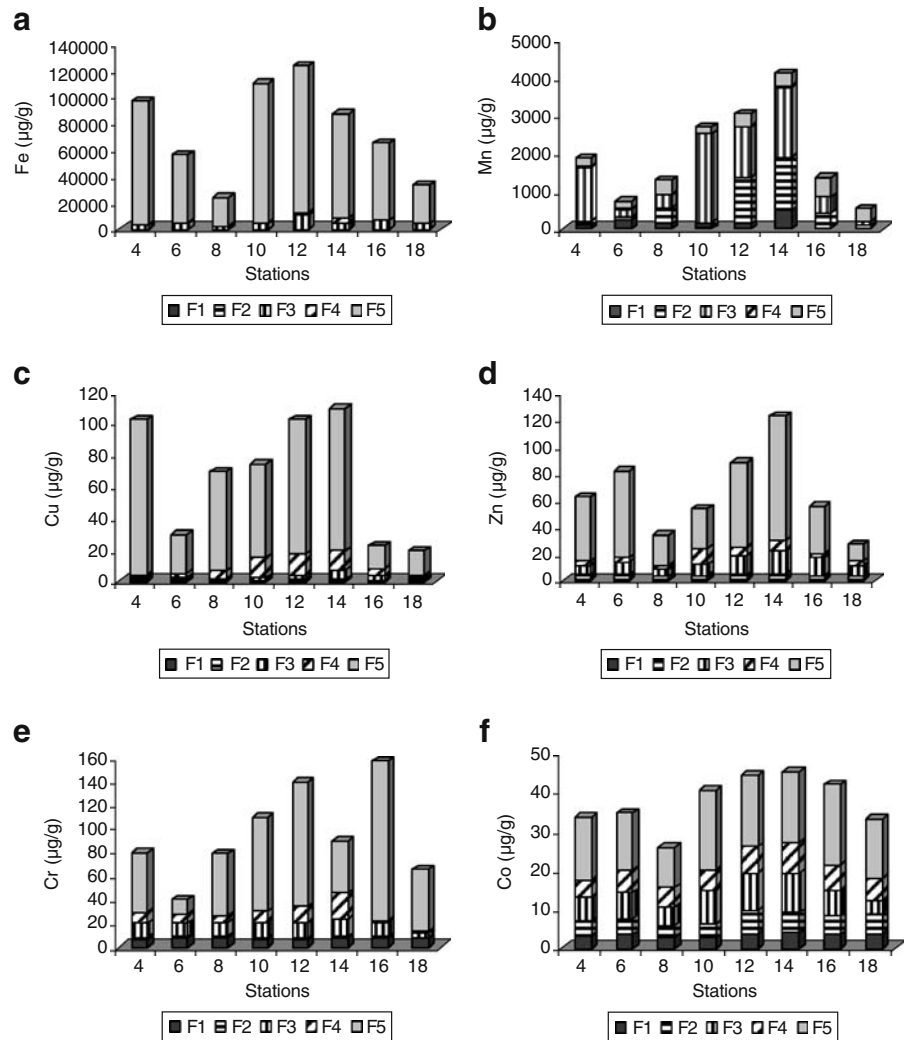 a
Fe (µg/g)
140000
120000
100000
80000
60000
40000
20000
0
4 6 8 10 12 14 16 18
Stations
F1 F2 F3 F4 F5
b
Mn (µg/g)
5000
4000
3000
2000
1000
0
4 6 8 10 12 14 16 18
Stations
F1 F2 F3 F4 F5
c
Cu (µg/g)
120
100
80
60
40
20
0
4 6 8 10 12 14 16 18
Stations
F1 F2 F3 F4 F5
d
Zn (µg/g)
140
120
100
80
60
40
20
0
4 6 8 10 12 14 16 18
Stations
F1 F2 F3 F4 F5
e
Cr (µg/g)
160
140
120
100
80
60
40
20
0
4 6 8 10 12 14 16 18
Stations
F1 F2 F3 F4 F5
f
Co (µg/g)
50
40
30
20
10
0
4 6 8 10 12 14 16 18
Stations
F1 F2 F3 F4 F5